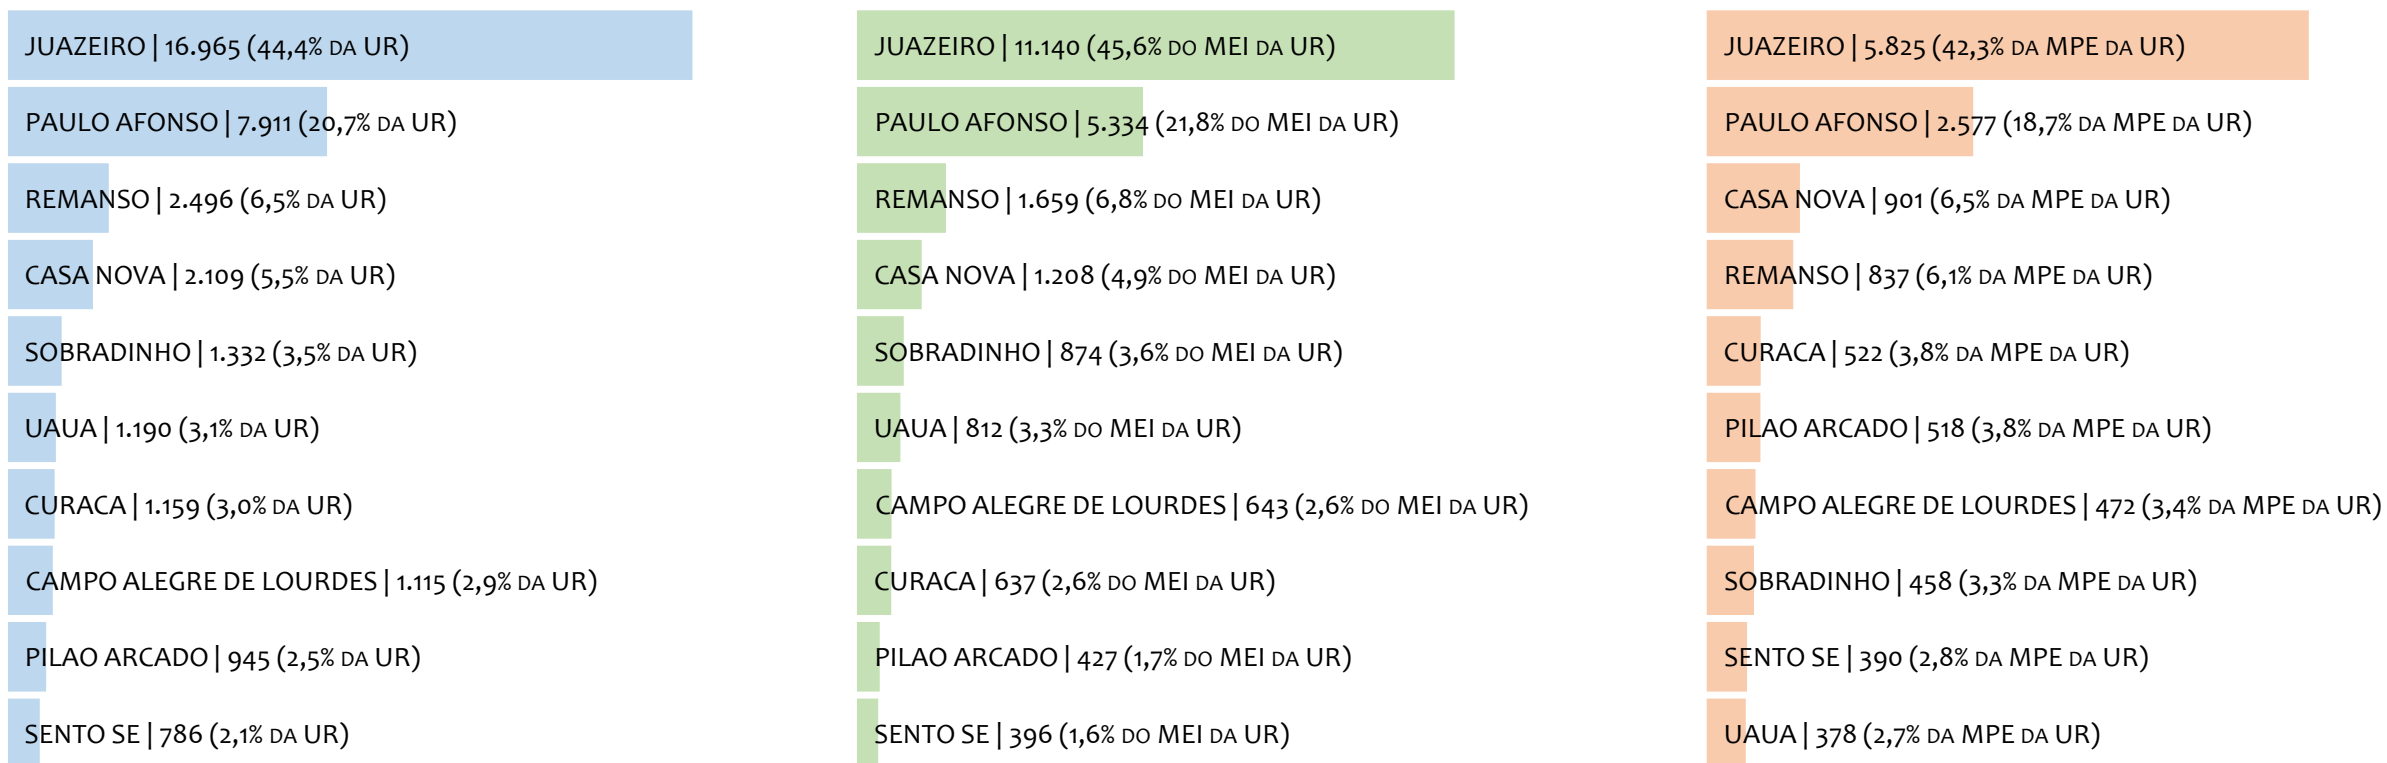 JUAZEIRO | 16.965 (44,4% DA UR)
PAULO AFONSO | 7.911 (20,7% DA UR)
REMANSO | 2.496 (6,5% DA UR)
CASA NOVA | 2.109 (5,5% DA UR)
SOBRADINHO | 1.332 (3,5% DA UR)
UAUA | 1.190 (3,1% DA UR)
CURACA | 1.159 (3,0% DA UR)
CAMPO ALEGRE DE LOURDES | 1.115 (2,9% DA UR)
PILAO ARCADO | 945 (2,5% DA UR)
SENTO SE | 786 (2,1% DA UR)
JUAZEIRO | 11.140 (45,6% DO MEI DA UR)
PAULO AFONSO | 5.334 (21,8% DO MEI DA UR)
REMANSO | 1.659 (6,8% DO MEI DA UR)
CASA NOVA | 1.208 (4,9% DO MEI DA UR)
SOBRADINHO | 874 (3,6% DO MEI DA UR)
UAUA | 812 (3,3% DO MEI DA UR)
CAMPO ALEGRE DE LOURDES | 643 (2,6% DO MEI DA UR)
CURACA | 637 (2,6% DO MEI DA UR)
PILAO ARCADO | 427 (1,7% DO MEI DA UR)
SENTO SE | 396 (1,6% DO MEI DA UR)
JUAZEIRO | 5.825 (42,3% DA MPE DA UR)
PAULO AFONSO | 2.577 (18,7% DA MPE DA UR)
CASA NOVA | 901 (6,5% DA MPE DA UR)
REMANSO | 837 (6,1% DA MPE DA UR)
CURACA | 522 (3,8% DA MPE DA UR)
PILAO ARCADO | 518 (3,8% DA MPE DA UR)
CAMPO ALEGRE DE LOURDES | 472 (3,4% DA MPE DA UR)
SOBRADINHO | 458 (3,3% DA MPE DA UR)
SENTO SE | 390 (2,8% DA MPE DA UR)
UAUA | 378 (2,7% DA MPE DA UR)